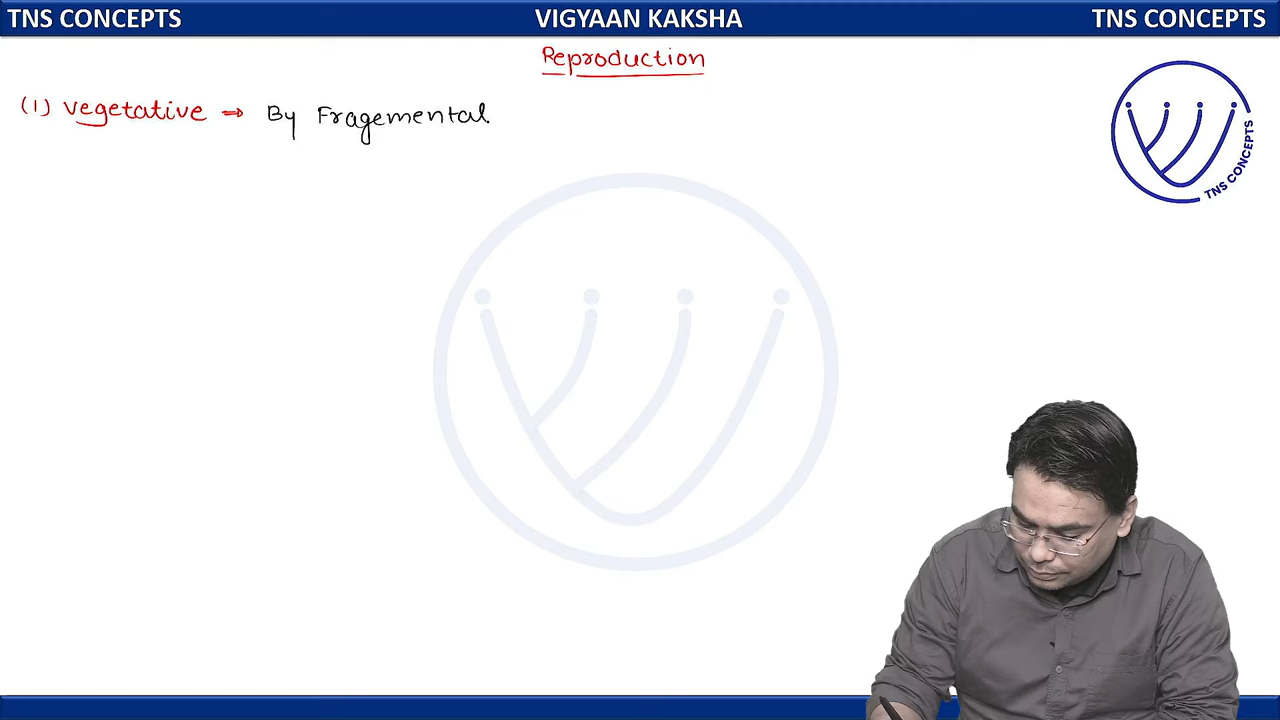 TNS CONCEPTS VIGYAAN KAKSHA TNS CONCEPTS
Reproduction
(1) Vegetative ⇒ By Fragemental
TNS CONCEPTS